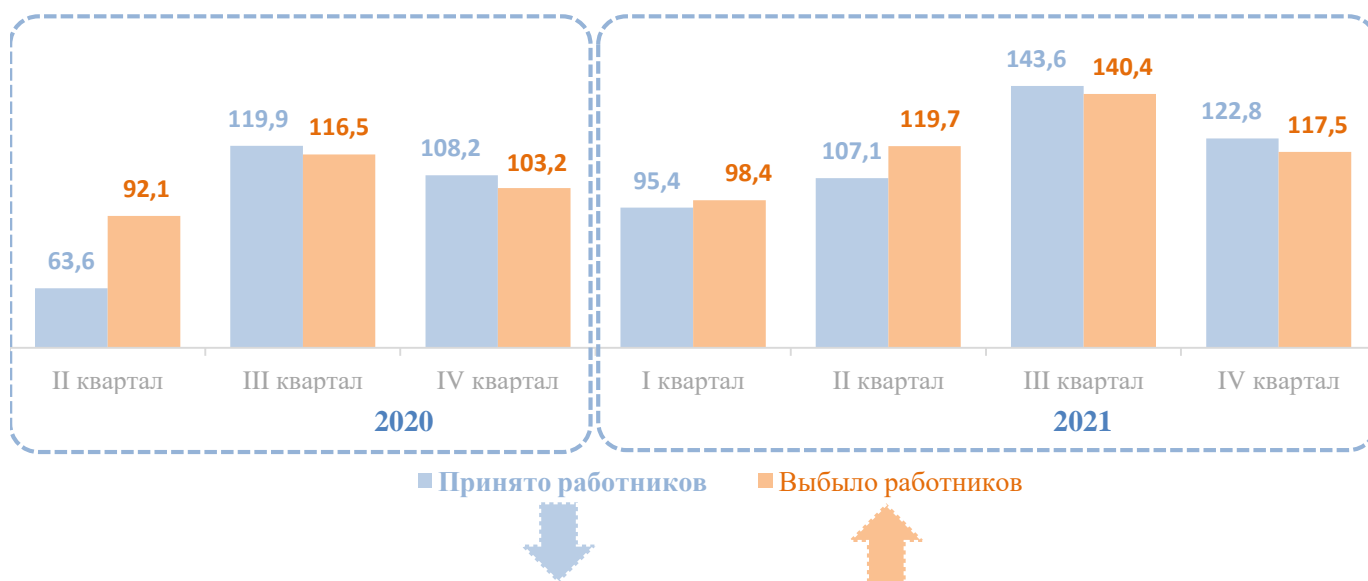 143,6 140,4
119,9 116,5 119,7 122,8 117,5
108,2 103,2 107,1
92,1 95,4 98,4
63,6
II квартал III квартал IV квартал I квартал II квартал III квартал IV квартал
2020 2021
Принято работников Выбыло работников